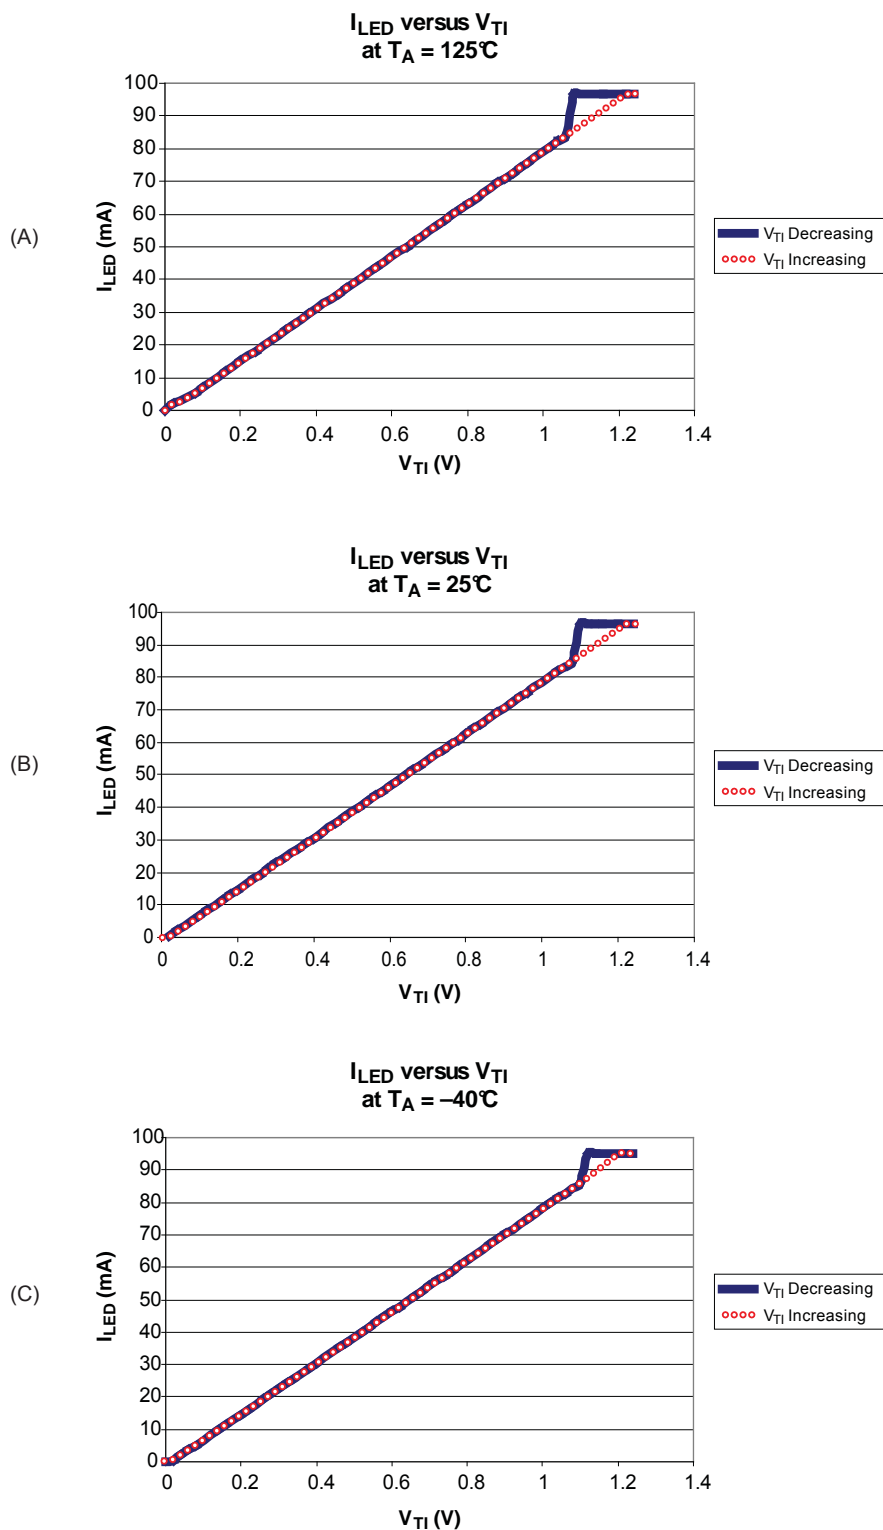 I_LED versus V_TI
at T_A = 125°C
100
90
80
70
60
50
40
30
20
10
0
I_LED (mA)
0 0.2 0.4 0.6 0.8 1 1.2 1.4
V_TI (V)
(A)
V_TI Decreasing
V_TI Increasing
I_LED versus V_TI
at T_A = 25°C
100
90
80
70
60
50
40
30
20
10
0
I_LED (mA)
0 0.2 0.4 0.6 0.8 1 1.2 1.4
V_TI (V)
(B)
V_TI Decreasing
V_TI Increasing
I_LED versus V_TI
at T_A = –40°C
100
90
80
70
60
50
40
30
20
10
0
I_LED (mA)
0 0.2 0.4 0.6 0.8 1 1.2 1.4
V_TI (V)
(C)
V_TI Decreasing
V_TI Increasing